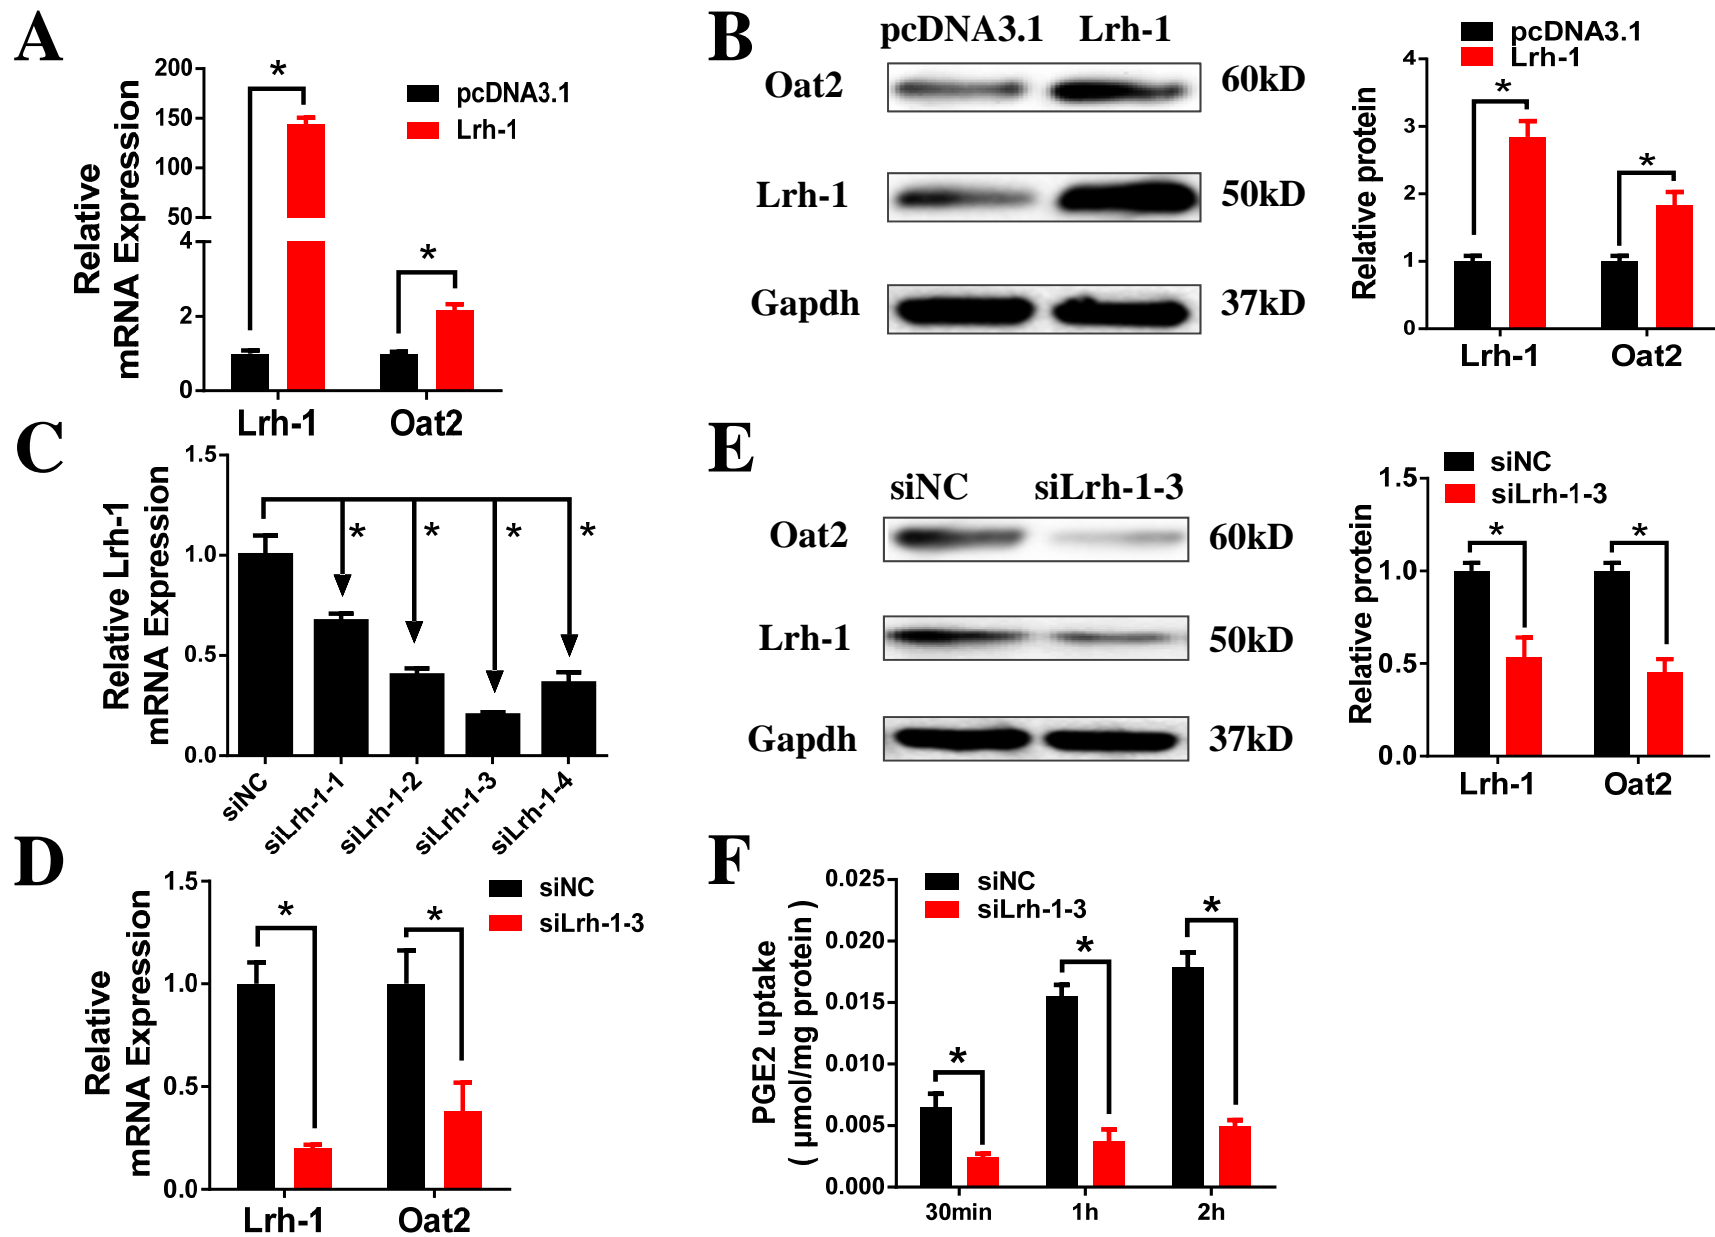 A
200
150
100
50
4
2
0
Relative
mRNA Expression
*
*
pcDNA3.1
Lrh-1
Lrh-1
Oat2
B
pcDNA3.1
Lrh-1
Oat2
60kD
Lrh-1
50kD
Gapdh
37kD
pcDNA3.1
Lrh-1
4
3
2
1
0
Relative protein
*
*
Lrh-1
Oat2
C
1.5
1.0
0.5
0.0
Relative Lrh-1
mRNA Expression
*
*
*
*
siNC
siLrh-1-1
siLrh-1-2
siLrh-1-3
siLrh-1-4
E
siNC
siLrh-1-3
Oat2
60kD
Lrh-1
50kD
Gapdh
37kD
siNC
siLrh-1-3
1.5
1.0
0.5
0.0
Relative protein
*
*
Lrh-1
Oat2
D
1.5
1.0
0.5
0.0
Relative
mRNA Expression
*
*
siNC
siLrh-1-3
Lrh-1
Oat2
F
0.025
0.020
0.015
0.010
0.005
0.000
PGE2 uptake
( μmol/mg protein )
siNC
siLrh-1-3
*
*
*
30min
1h
2h